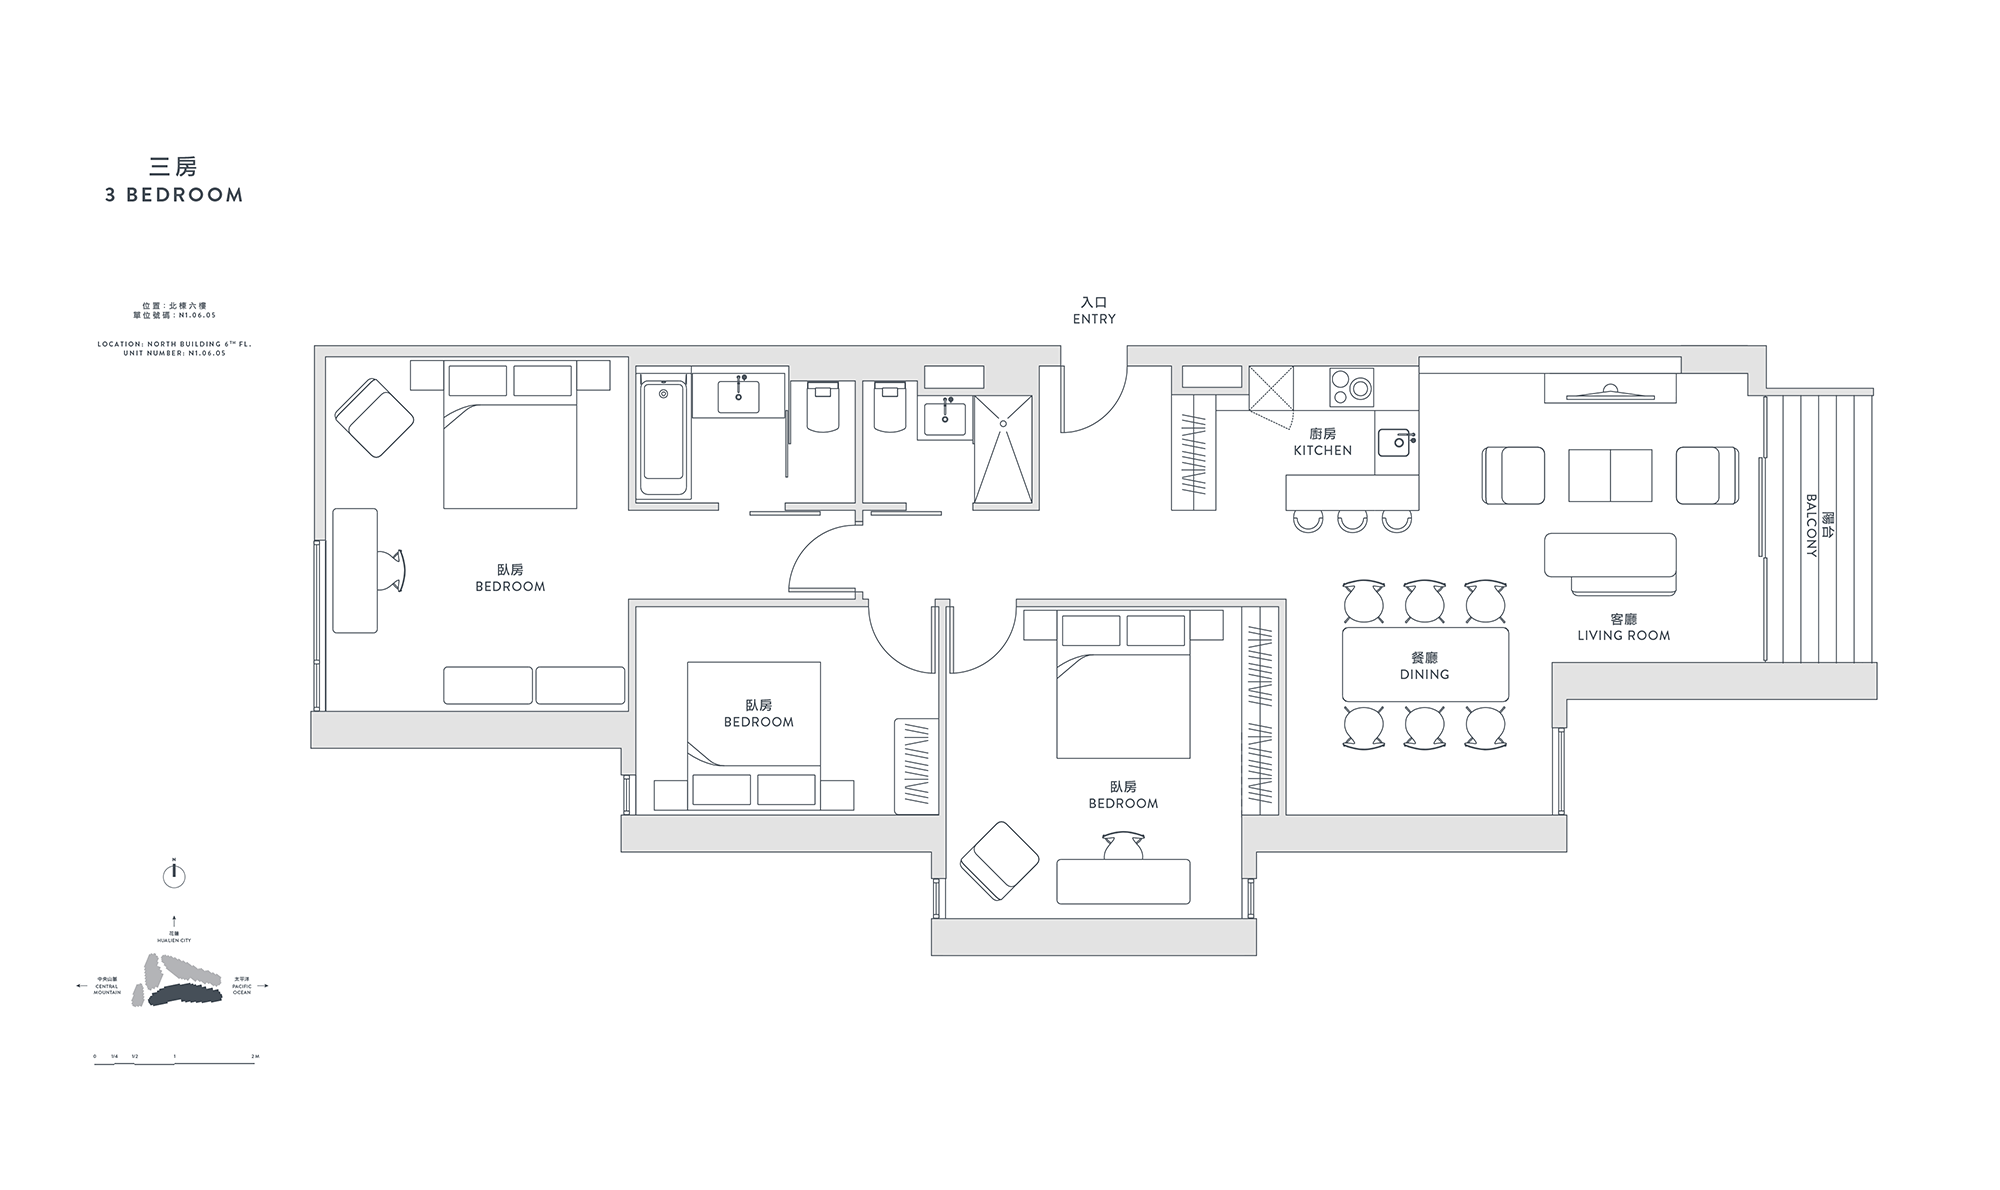 三房
3 BEDROOM
位置：北棟六樓
單位號碼：N1.06.05
LOCATION: NORTH BUILDING 6TH FL.
UNIT NUMBER: N1.06.05
入口
ENTRY
廚房
KITCHEN
陽台
BALCONY
臥房
BEDROOM
客廳
LIVING ROOM
餐廳
DINING
臥房
BEDROOM
臥房
BEDROOM
N
花蓮
HUALIEN CITY
中央山脈
CENTRAL
MOUNTAIN
太平洋
PACIFIC
OCEAN
0 1/4 1/2 1 2 M